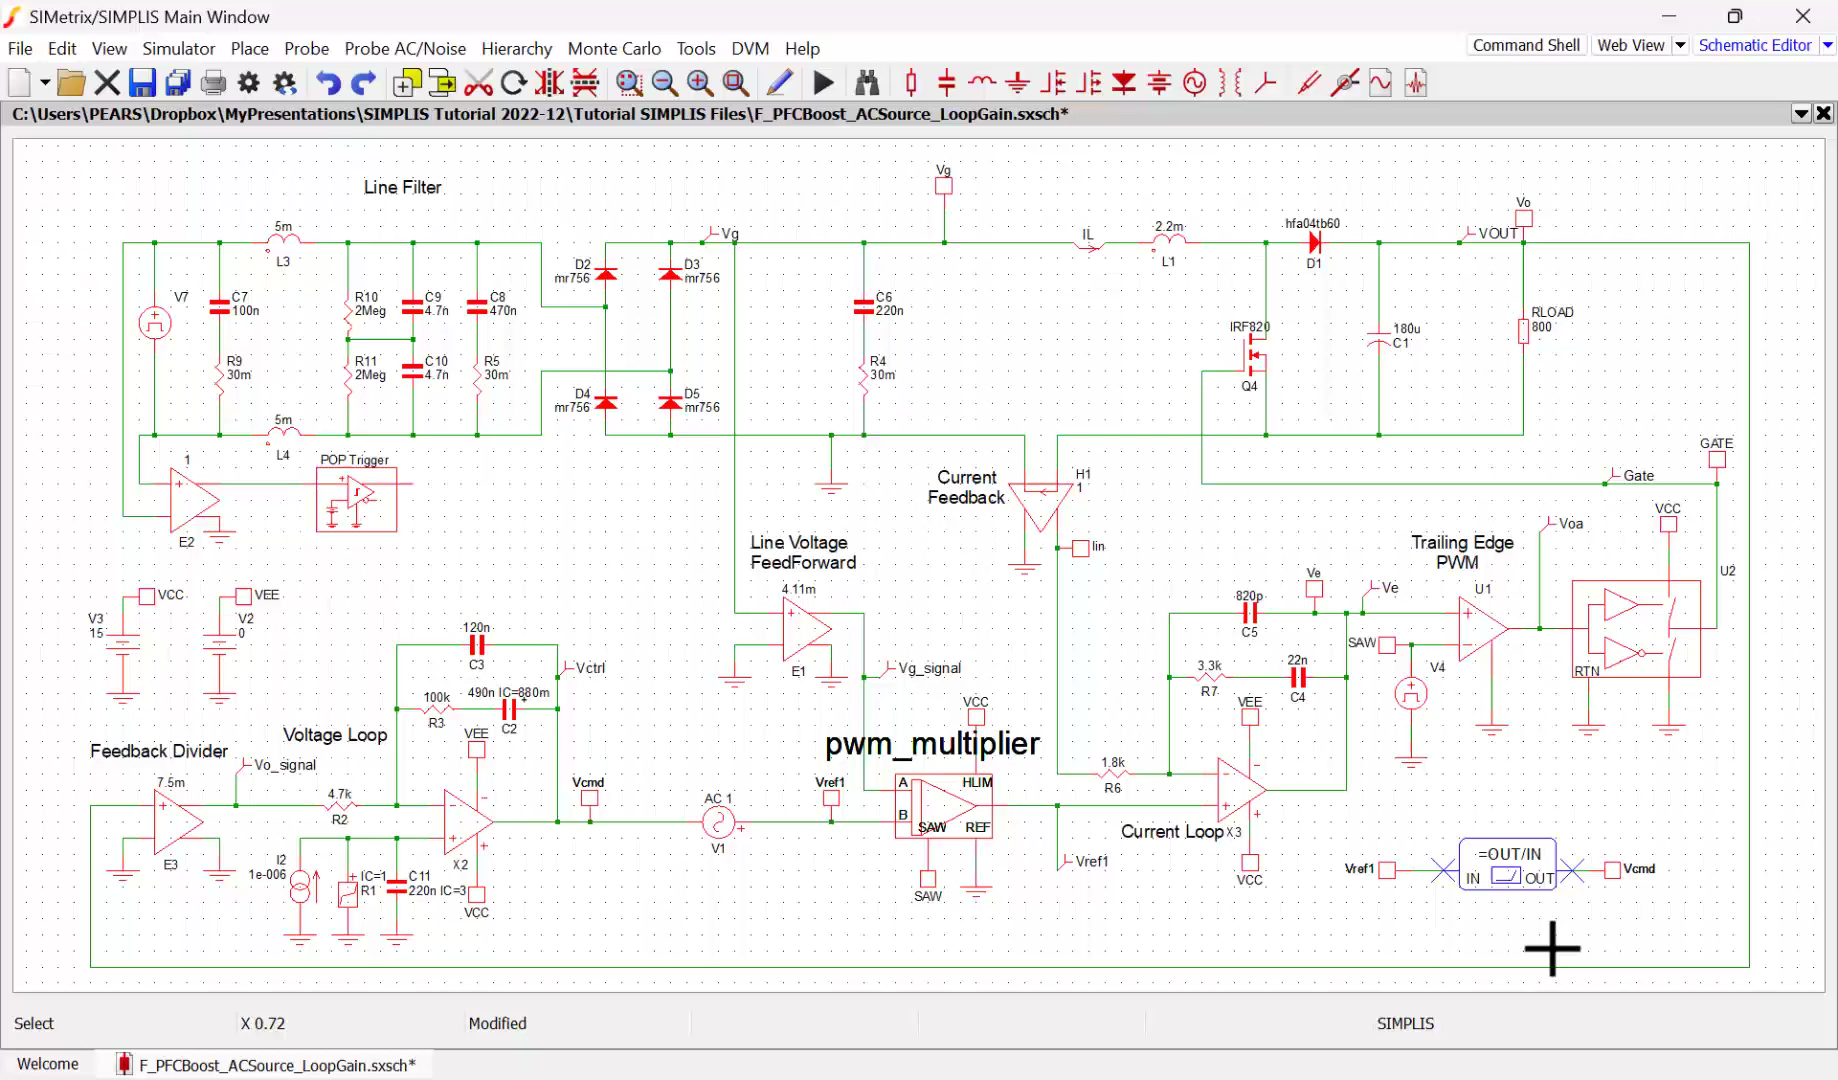 SIMetrix/SIMPLIS Main Window
File Edit View Simulator Place Probe Probe AC/Noise Hierarchy Monte Carlo Tools DVM Help
Command Shell Web View Schematic Editor
C:\Users\PEARS\Dropbox\MyPresentations\SIMPLIS Tutorial 2022-12\Tutorial SIMPLIS Files\F_PFCBoost_ACSource_LoopGain.sxsch*
Line Filter
Vg
Vo
5m
L3
Vg
IL
2.2m
L1
hfa04tb60
D1
VOUT
V7
C7
100n
R10
2Meg
C9
4.7n
C8
470n
D2
mr756
D3
mr756
C6
220n
IRF820
Q4
180u
C1
RLOAD
800
R9
30m
R11
2Meg
C10
4.7n
R5
30m
D4
mr756
D5
mr756
R4
30m
5m
L4
1
E2
POP Trigger
Current
Feedback
H1
1
Iin
GATE
Gate
VCC
Voa
Trailing Edge
PWM
U1
U2
RTN
Line Voltage
FeedForward
4.11m
E1
VCC
VEE
V3
15
V2
0
120n
C3
Vctrl
100k
R3
490n IC=880m
C2
Vg_signal
820p
C5
Ve
Ve
SAW
V4
3.3k
R7
22n
C4
VEE
Feedback Divider
Voltage Loop
VEE
Vo_signal
VCC
pwm_multiplier
7.5m
E3
4.7k
R2
X2
Vcmd
AC 1
V1
Vref1
A
B
HLIM
SAW
REF
SAW
1.8k
R6
Current Loop
X3
VCC
Vref1
I2
1e-006
IC=1
R1
C11
220n IC=3
VCC
Vref1
=OUT/IN
IN OUT
Vcmd
Select X 0.72 Modified SIMPLIS
Welcome F_PFCBoost_ACSource_LoopGain.sxsch*